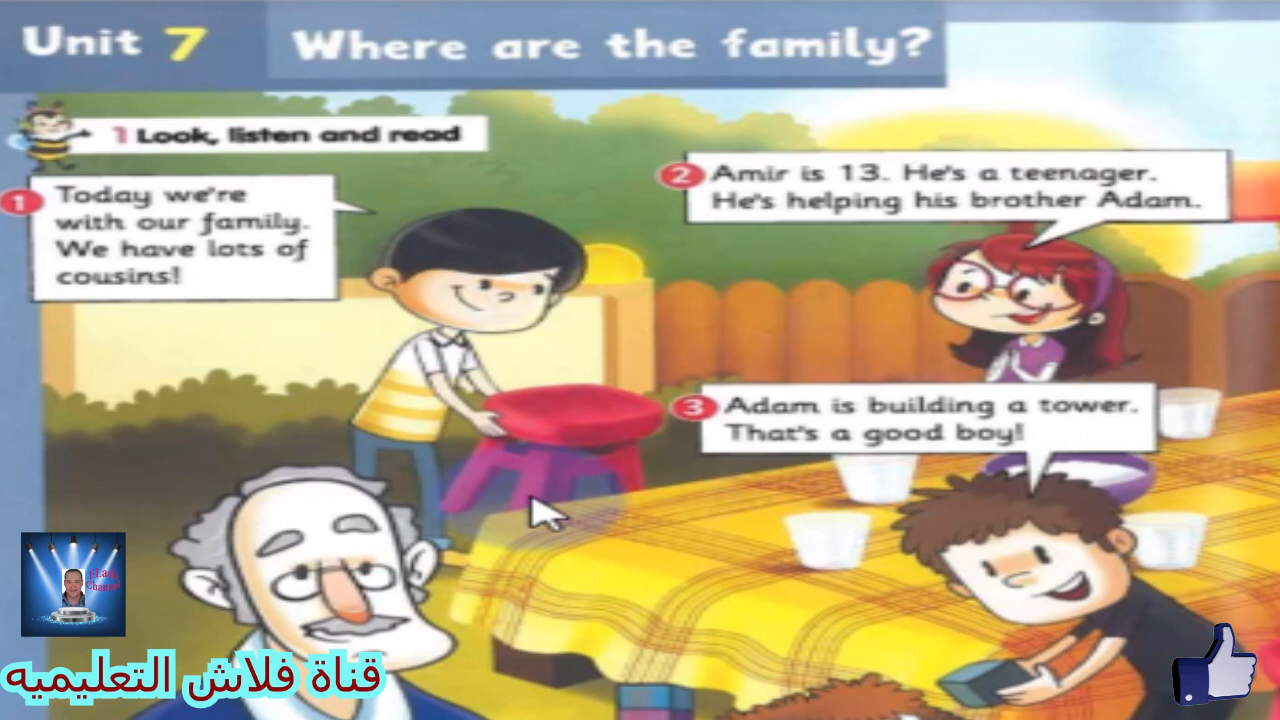 Unit 7 Where are the family?
1 Look, listen and read
1 Today we're
with our family.
We have lots of
cousins!
2 Amir is 13. He's a teenager.
He's helping his brother Adam.
3 Adam is building a tower.
That's a good boy!
fLash
Channel
قناة فلاش التعليميه